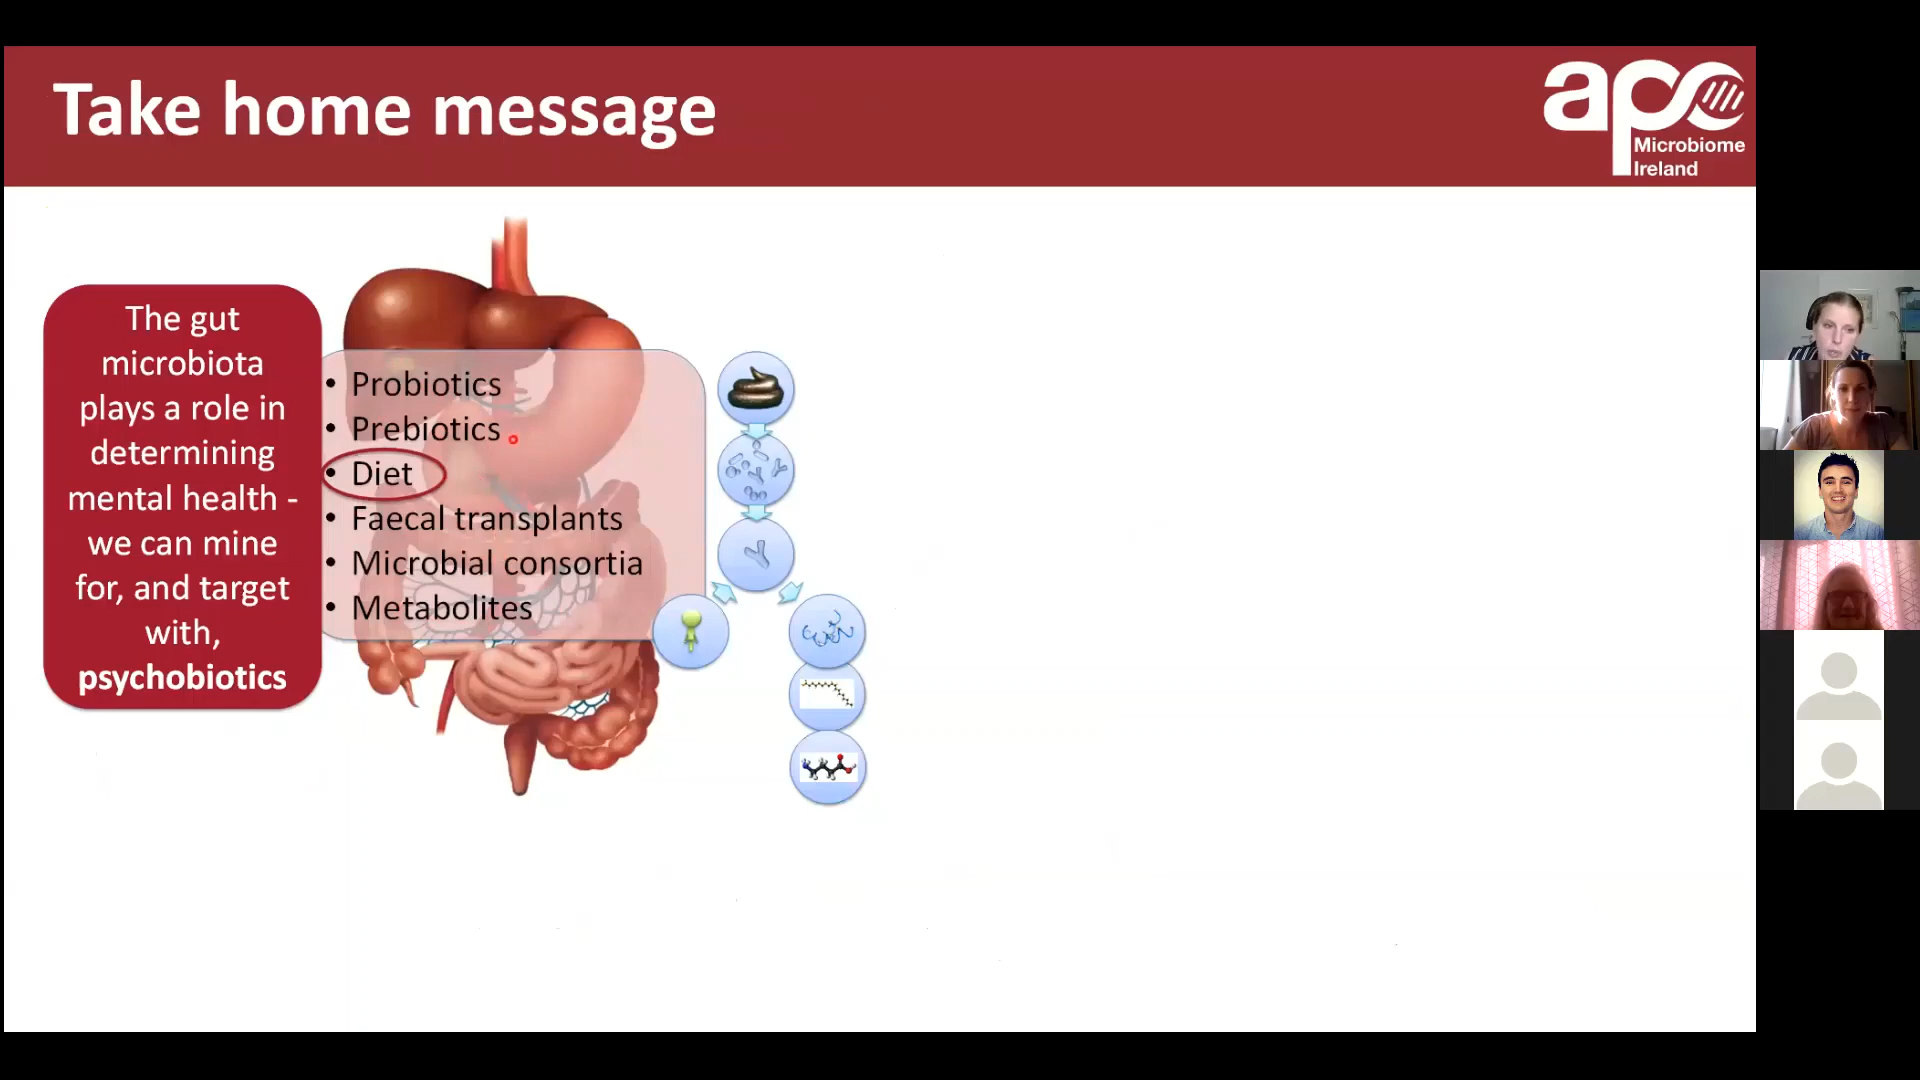 Take home message
apc
Microbiome
Ireland
The gut
microbiota
plays a role in
determining
mental health -
we can mine
for, and target
with,
psychobiotics
• Probiotics
• Prebiotics
• Diet
• Faecal transplants
• Microbial consortia
• Metabolites